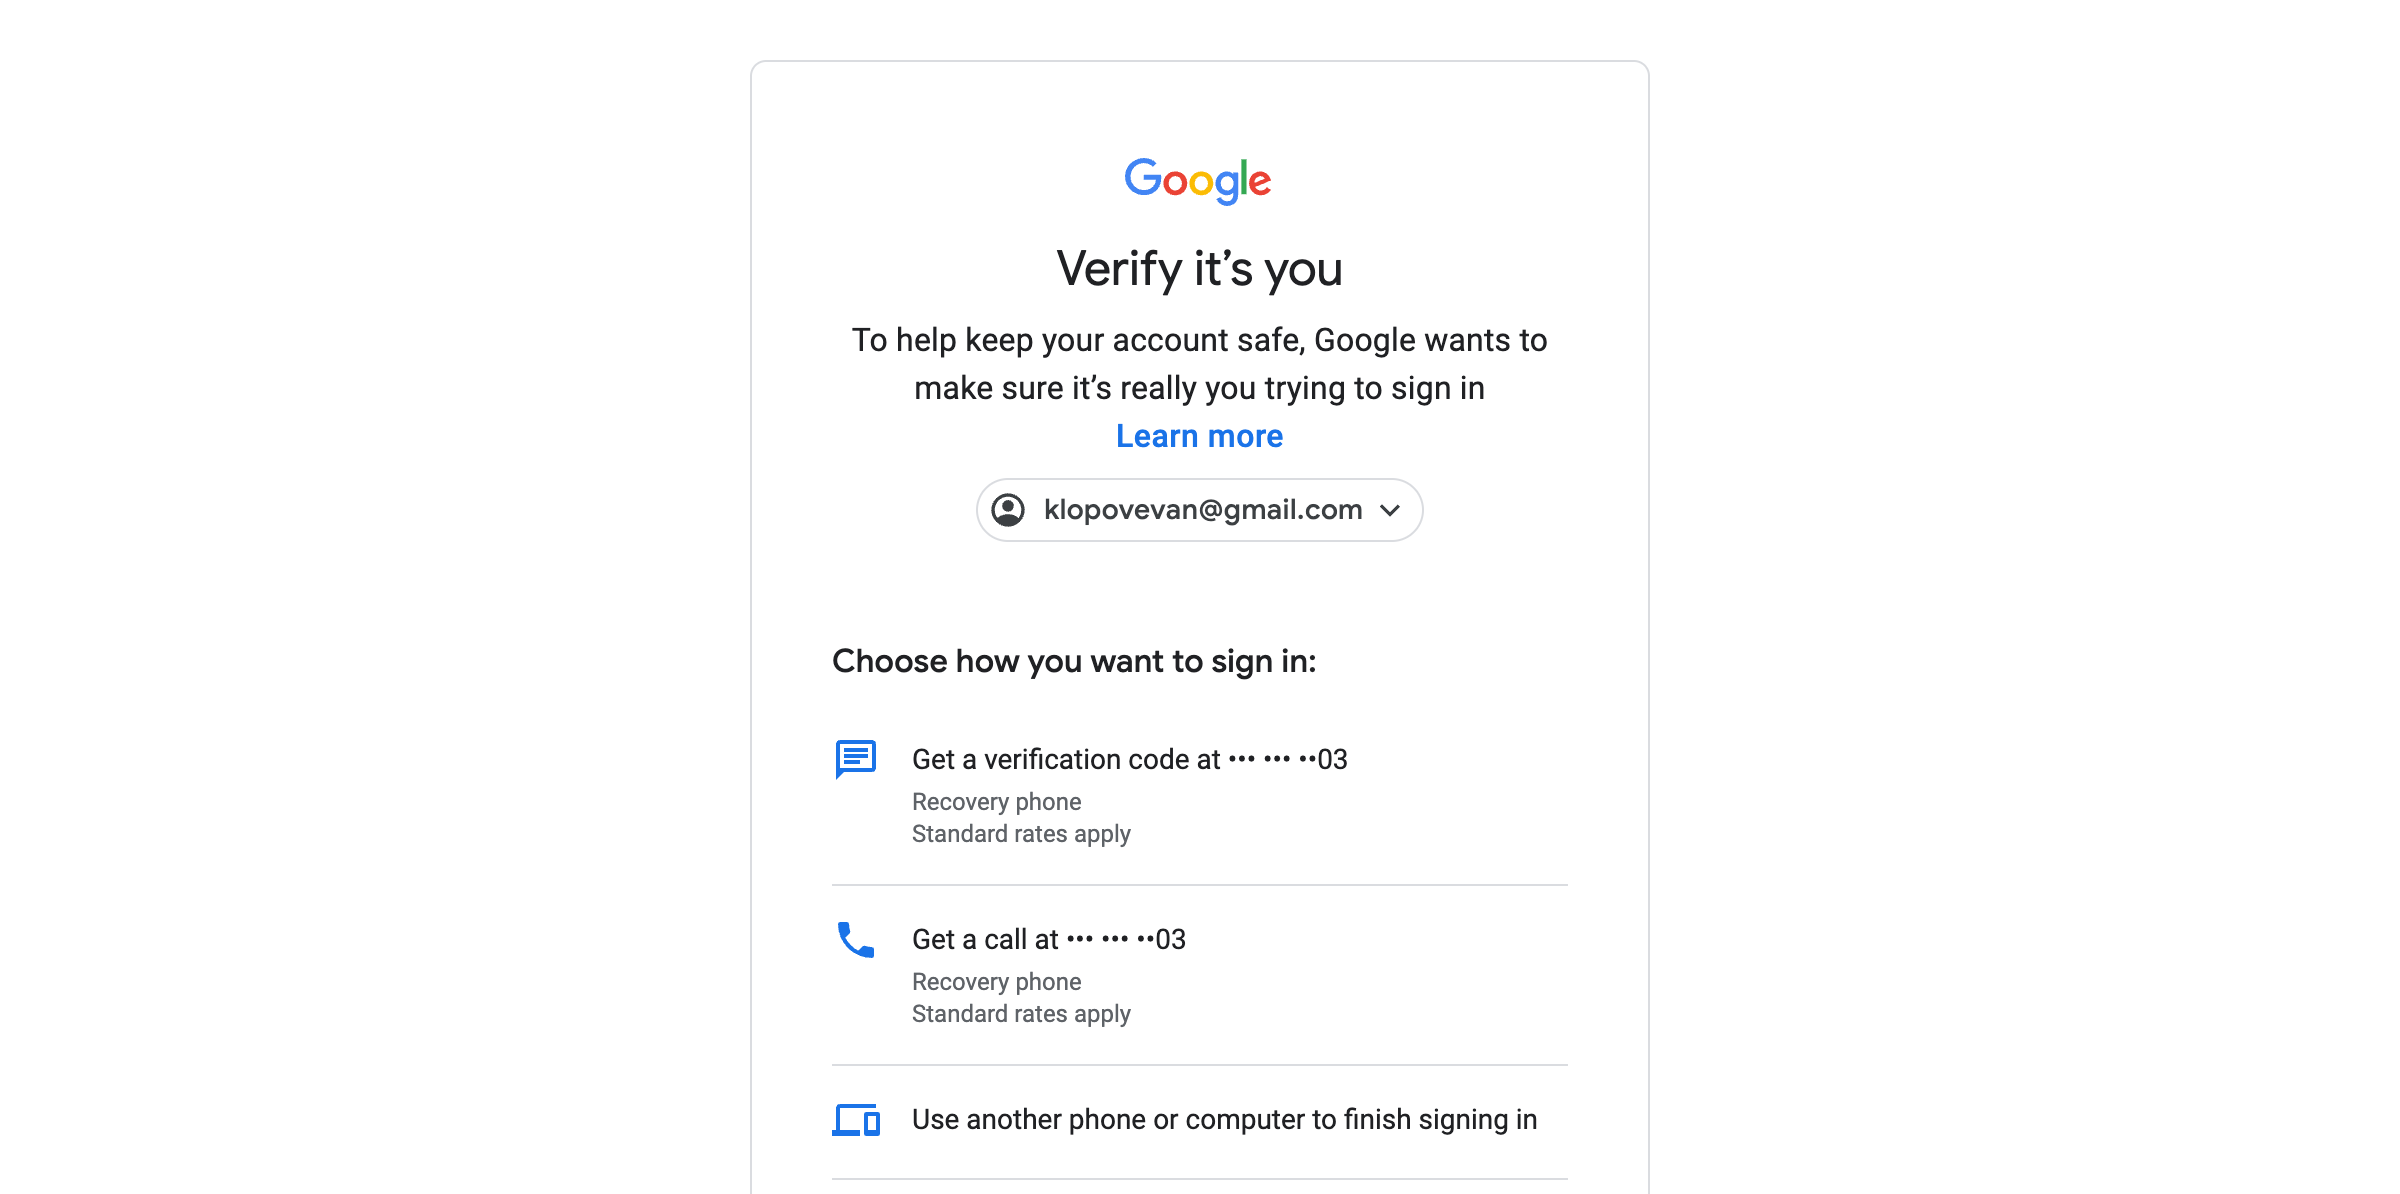 Google
Verify it’s you
To help keep your account safe, Google wants to
make sure it’s really you trying to sign in
Learn more
klopovevan@gmail.com
Choose how you want to sign in:
Get a verification code at ••• ••• ••03
Recovery phone
Standard rates apply
Get a call at ••• ••• ••03
Recovery phone
Standard rates apply
Use another phone or computer to finish signing in